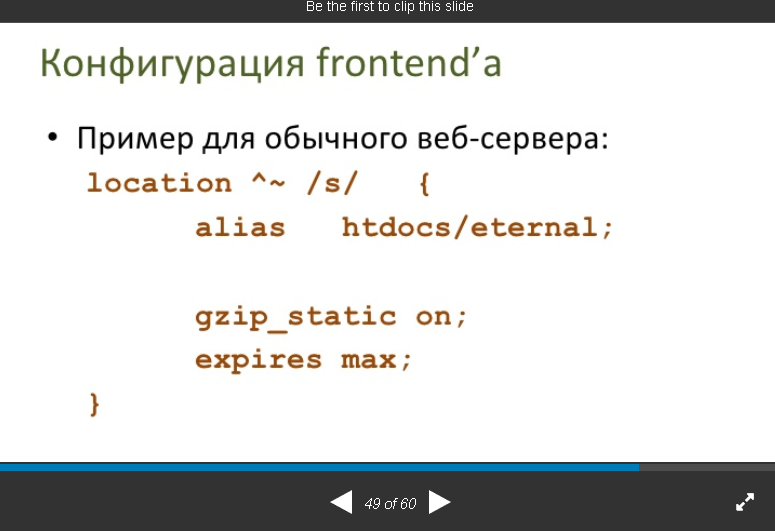 Be the first to clip this slide
Конфигурация frontend’а
• Пример для обычного веб-сервера:
location ^~ /s/ {
alias htdocs/eternal;
gzip_static on;
expires max;
}
49 of 60